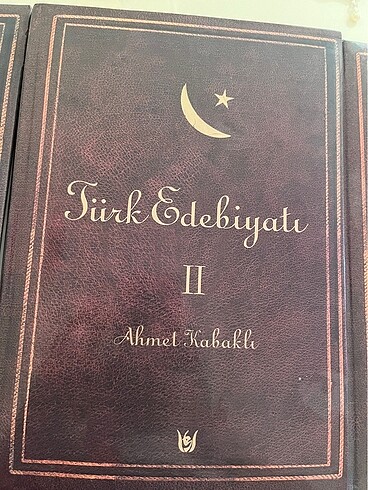 Türk Edebiyatı
II
Ahmet Kabaklı